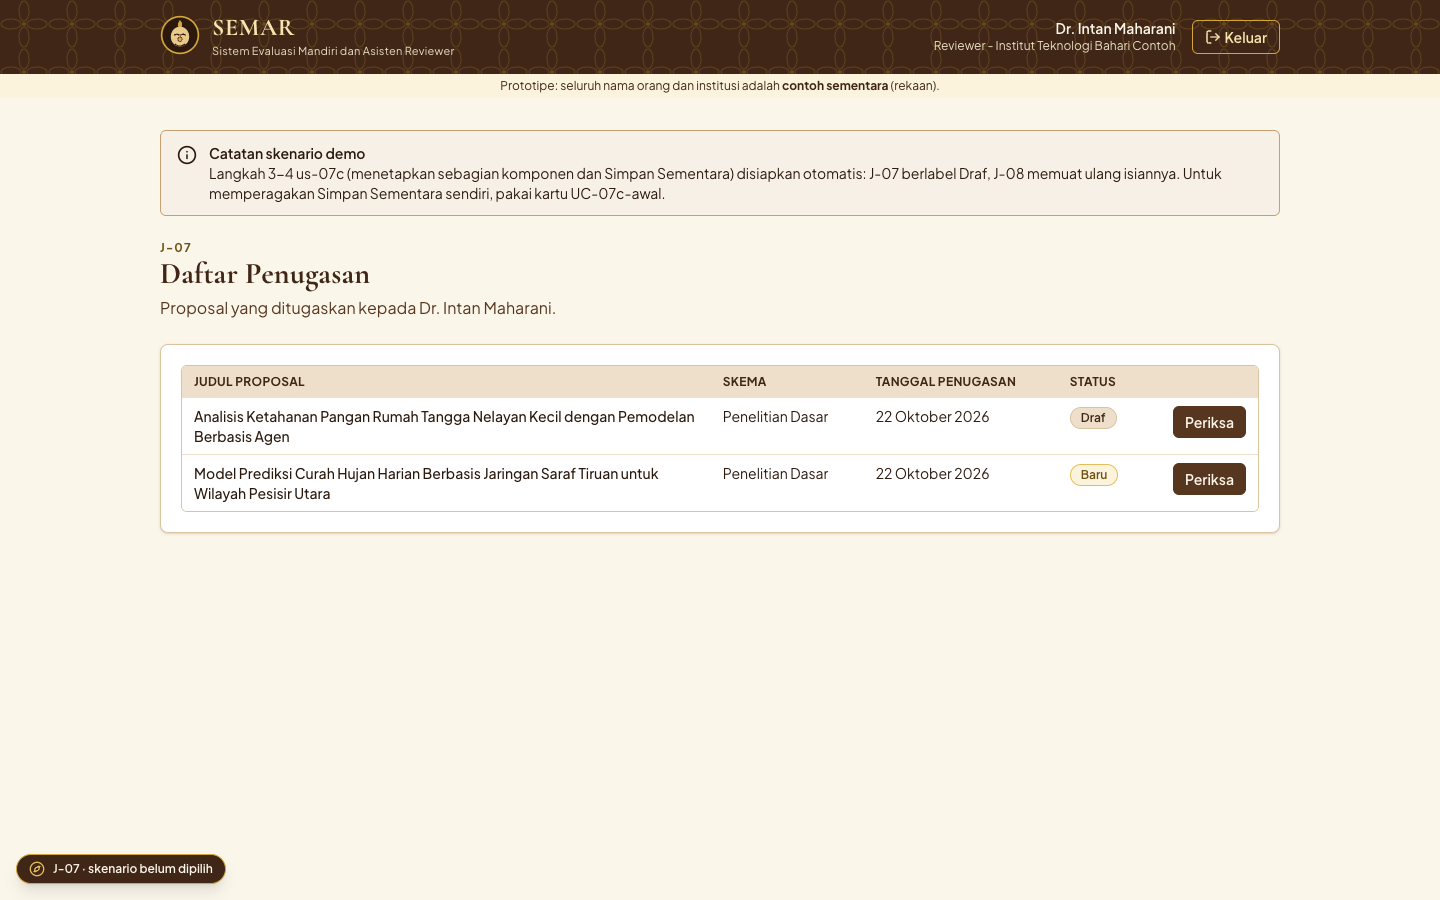 SEMAR
Sistem Evaluasi Mandiri dan Asisten Reviewer
Dr. Intan Maharani
Reviewer - Institut Teknologi Bahari Contoh
Keluar
Prototipe: seluruh nama orang dan institusi adalah contoh sementara (rekaan).
Catatan skenario demo
Langkah 3–4 us-07c (menetapkan sebagian komponen dan Simpan Sementara) disiapkan otomatis: J-07 berlabel Draf, J-08 memuat ulang isiannya. Untuk
memperagakan Simpan Sementara sendiri, pakai kartu UC-07c-awal.
J-07
Daftar Penugasan
Proposal yang ditugaskan kepada Dr. Intan Maharani.
JUDUL PROPOSAL SKEMA TANGGAL PENUGASAN STATUS
Analisis Ketahanan Pangan Rumah Tangga Nelayan Kecil dengan Pemodelan
Berbasis Agen
Penelitian Dasar
22 Oktober 2026
Draf
Periksa
Model Prediksi Curah Hujan Harian Berbasis Jaringan Saraf Tiruan untuk
Wilayah Pesisir Utara
Penelitian Dasar
22 Oktober 2026
Baru
Periksa
J-07 · skenario belum dipilih